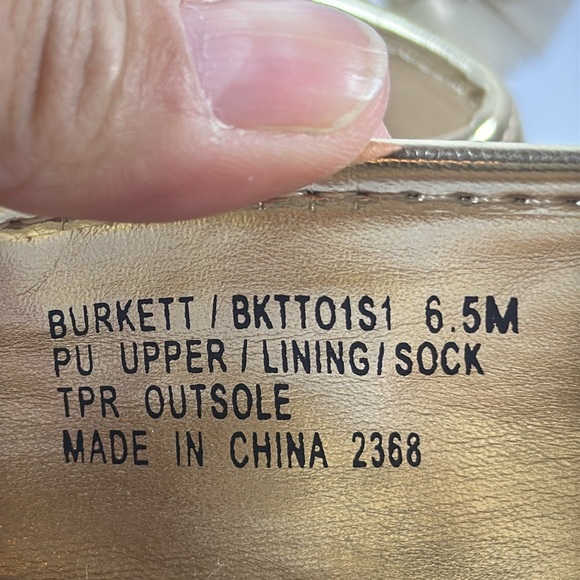 BURKETT / BKTT01S1 6.5M
PU UPPER / LINING / SOCK
TPR OUTSOLE
MADE IN CHINA 2368